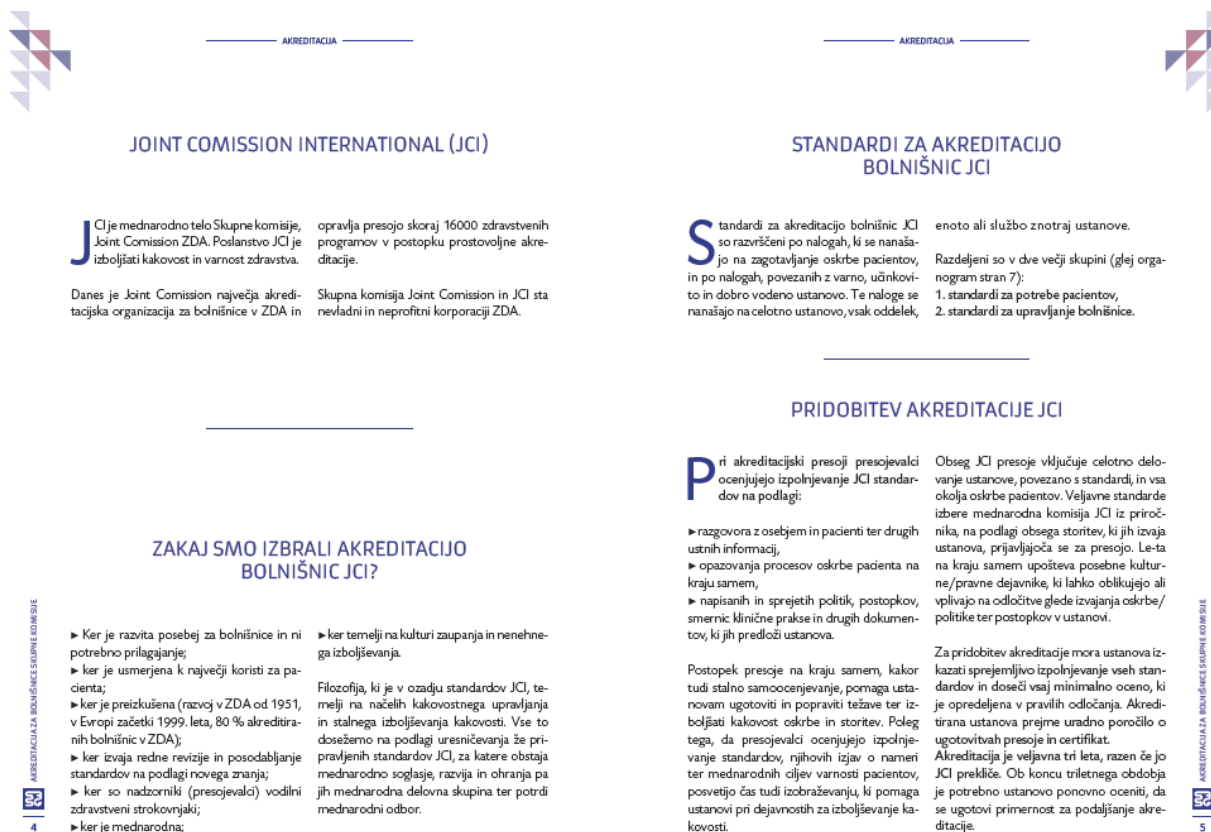 AKREDITACIJA
JOINT COMISSION INTERNATIONAL (JCI)
JCI je mednarodno telo Skupne komisije,
Joint Comission ZDA. Poslanstvo JCI je
izboljšati kakovost in varnost zdravstva.
Danes je Joint Comission največja akredi-
tacijska organizacija za bolnišnice v ZDA in
opravlja presojo skoraj 16000 zdravstvenih
programov v postopku prostovoljne akre-
ditacije.
Skupna komisija Joint Comission in JCI sta
nevladni in neprofitni korporaciji ZDA.
ZAKAJ SMO IZBRALI AKREDITACIJO
BOLNIŠNIC JCI?
► Ker je razvita posebej za bolnišnice in ni
potrebno prilagajanje;
► ker je usmerjena k največji koristi za pa-
cienta;
► ker je preizkušena (razvoj v ZDA od 1951,
v Evropi začetki 1999. leta, 80 % akreditira-
nih bolnišnic v ZDA);
► ker izvaja redne revizije in posodabljanje
standardov na podlagi novega znanja;
► ker so nadzorniki (presojevalci) vodilni
zdravstveni strokovnjaki;
► ker je mednarodna;
► ker temelji na kulturi zaupanja in nenehne-
ga izboljševanja.
Filozofija, ki je v ozadju standardov JCI, te-
melji na načelih kakovostnega upravljanja
in stalnega izboljševanja kakovosti. Vse to
dosežemo na podlagi uresničevanja že pri-
pravljenih standardov JCI, za katere obstaja
mednarodno soglasje, razvija in ohranja pa
jih mednarodna delovna skupina ter potrdi
mednarodni odbor.
AKREDITACIJA ZA BOLNIŠNICE SKUPNE KOMISIJE
4
AKREDITACIJA
STANDARDI ZA AKREDITACIJO
BOLNIŠNIC JCI
Standardi za akreditacijo bolnišnic JCI
so razvrščeni po nalogah, ki se nanaša-
jo na zagotavljanje oskrbe pacientov,
in po nalogah, povezanih z varno, učinkovi-
to in dobro vodeno ustanovo. Te naloge se
nanašajo na celotno ustanovo, vsak oddelek,
enoto ali službo znotraj ustanove.
Razdeljeni so v dve večji skupini (glej orga-
nogram stran 7):
1. standardi za potrebe pacientov,
2. standardi za upravljanje bolnišnice.
PRIDOBITEV AKREDITACIJE JCI
Pri akreditacijski presoji presojevalci
ocenjujejo izpolnjevanje JCI standar-
dov na podlagi:
► razgovora z osebjem in pacienti ter drugih
ustnih informacij,
► opazovanja procesov oskrbe pacienta na
kraju samem,
► napisanih in sprejetih politik, postopkov,
smernic klinične prakse in drugih dokumen-
tov, ki jih predloži ustanova.
Postopek presoje na kraju samem, kakor
tudi stalno samoocenjevanje, pomaga usta-
novam ugotoviti in popraviti težave ter iz-
boljšati kakovost oskrbe in storitev. Poleg
tega, da presojevalci ocenjujejo izpolnje-
vanje standardov, njihovih izjav o nameri
ter mednarodnih ciljev varnosti pacientov,
posvetijo čas tudi izobraževanju, ki pomaga
ustanovi pri dejavnostih za izboljševanje ka-
kovosti.
Obseg JCI presoje vključuje celotno delo-
vanje ustanove, povezano s standardi, in vsa
okolja oskrbe pacientov. Veljavne standarde
izbere mednarodna komisija JCI iz priroč-
nika, na podlagi obsega storitev, ki jih izvaja
ustanova, prijavljajoča se za presojo. Le-ta
na kraju samem upošteva posebne kultur-
ne/pravne dejavnike, ki lahko oblikujejo ali
vplivajo na odločitve glede izvajanja oskrbe/
politike ter postopkov v ustanovi.
Za pridobitev akreditacije mora ustanova iz-
kazati sprejemljivo izpolnjevanje vseh stan-
dardov in doseči vsaj minimalno oceno, ki
je opredeljena v pravilih odločanja. Akredi-
tirana ustanova prejme uradno poročilo o
ugotovitvah presoje in certifikat.
Akreditacija je veljavna tri leta, razen če jo
JCI prekliče. Ob koncu triletnega obdobja
je potrebno ustanovo ponovno oceniti, da
se ugotovi primernost za podaljšanje akre-
ditacije.
AKREDITACIJA ZA BOLNIŠNICE SKUPNE KOMISIJE
5